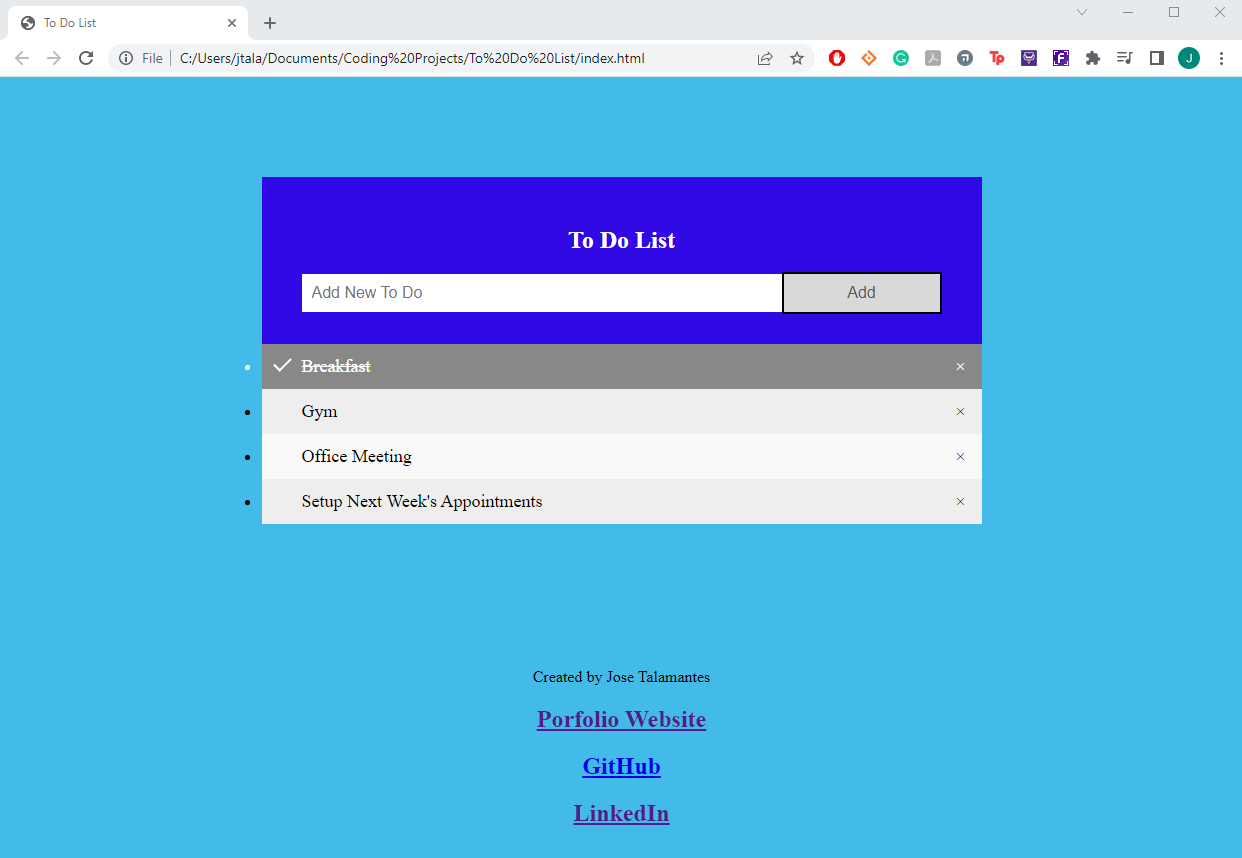 To Do List
File C:/Users/jtala/Documents/Coding%20Projects/To%20Do%20List/index.html
Tp
J
To Do List
Add New To Do Add
Breakfast ×
Gym ×
Office Meeting ×
Setup Next Week's Appointments ×
Created by Jose Talamantes
Porfolio Website
GitHub
LinkedIn